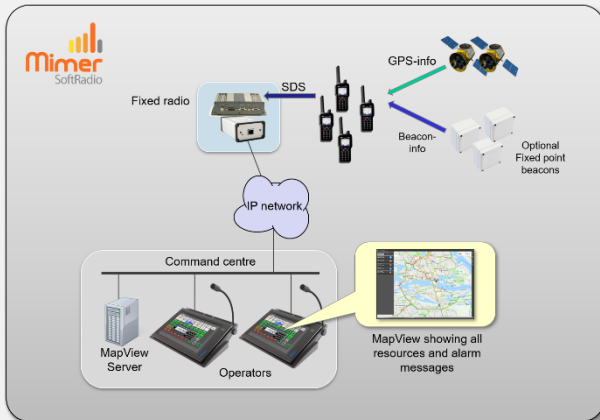 Mimer
SoftRadio
GPS-info
SDS
Fixed radio
Beacon-
info
Optional
Fixed point
beacons
IP network
Command centre
MapView
Server
Operators
MapView showing all
resources and alarm
messages